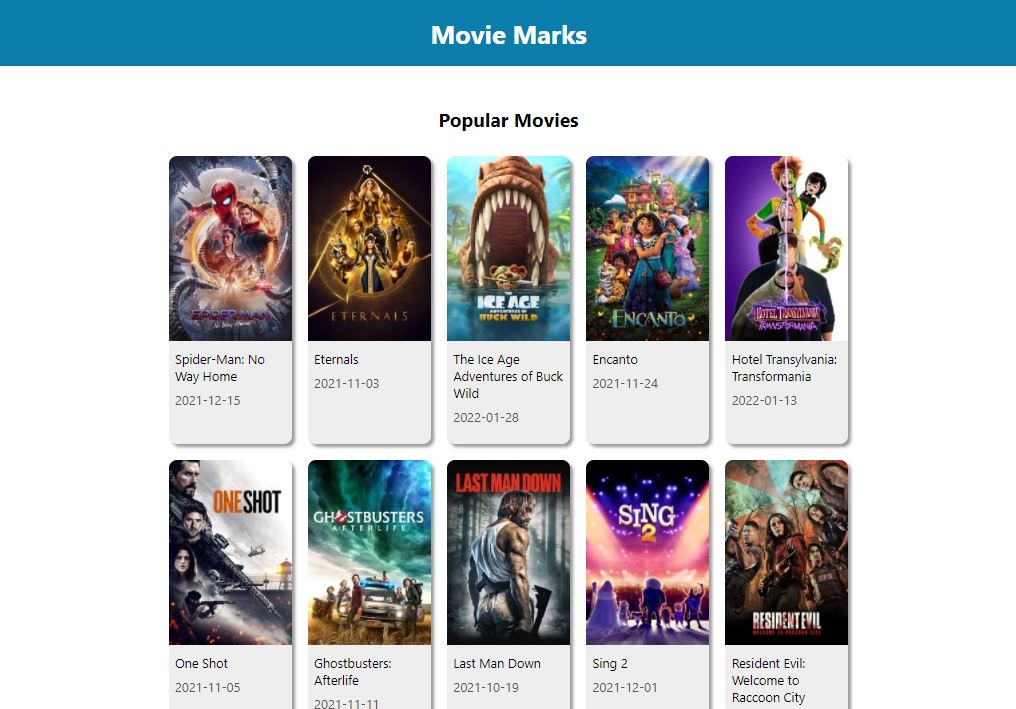 Movie Marks
Popular Movies
SPIDER-MAN
No Way Home
ETERNALS
THE
ICE AGE
ADVENTURES OF
BUCK WILD
ENCANTO
HOTEL TRANSYLVANIA
TRANSFORMANIA
Spider-Man: No
Way Home
2021-12-15
Eternals
2021-11-03
The Ice Age
Adventures of Buck
Wild
2022-01-28
Encanto
2021-11-24
Hotel Transylvania:
Transformania
2022-01-13
ONE SHOT
GHOSTBUSTERS
AFTERLIFE
LAST MAN DOWN
SING
2
RESIDENT EVIL
WELCOME TO RACCOON CITY
One Shot
2021-11-05
Ghostbusters:
Afterlife
2021-11-11
Last Man Down
2021-10-19
Sing 2
2021-12-01
Resident Evil:
Welcome to
Raccoon City